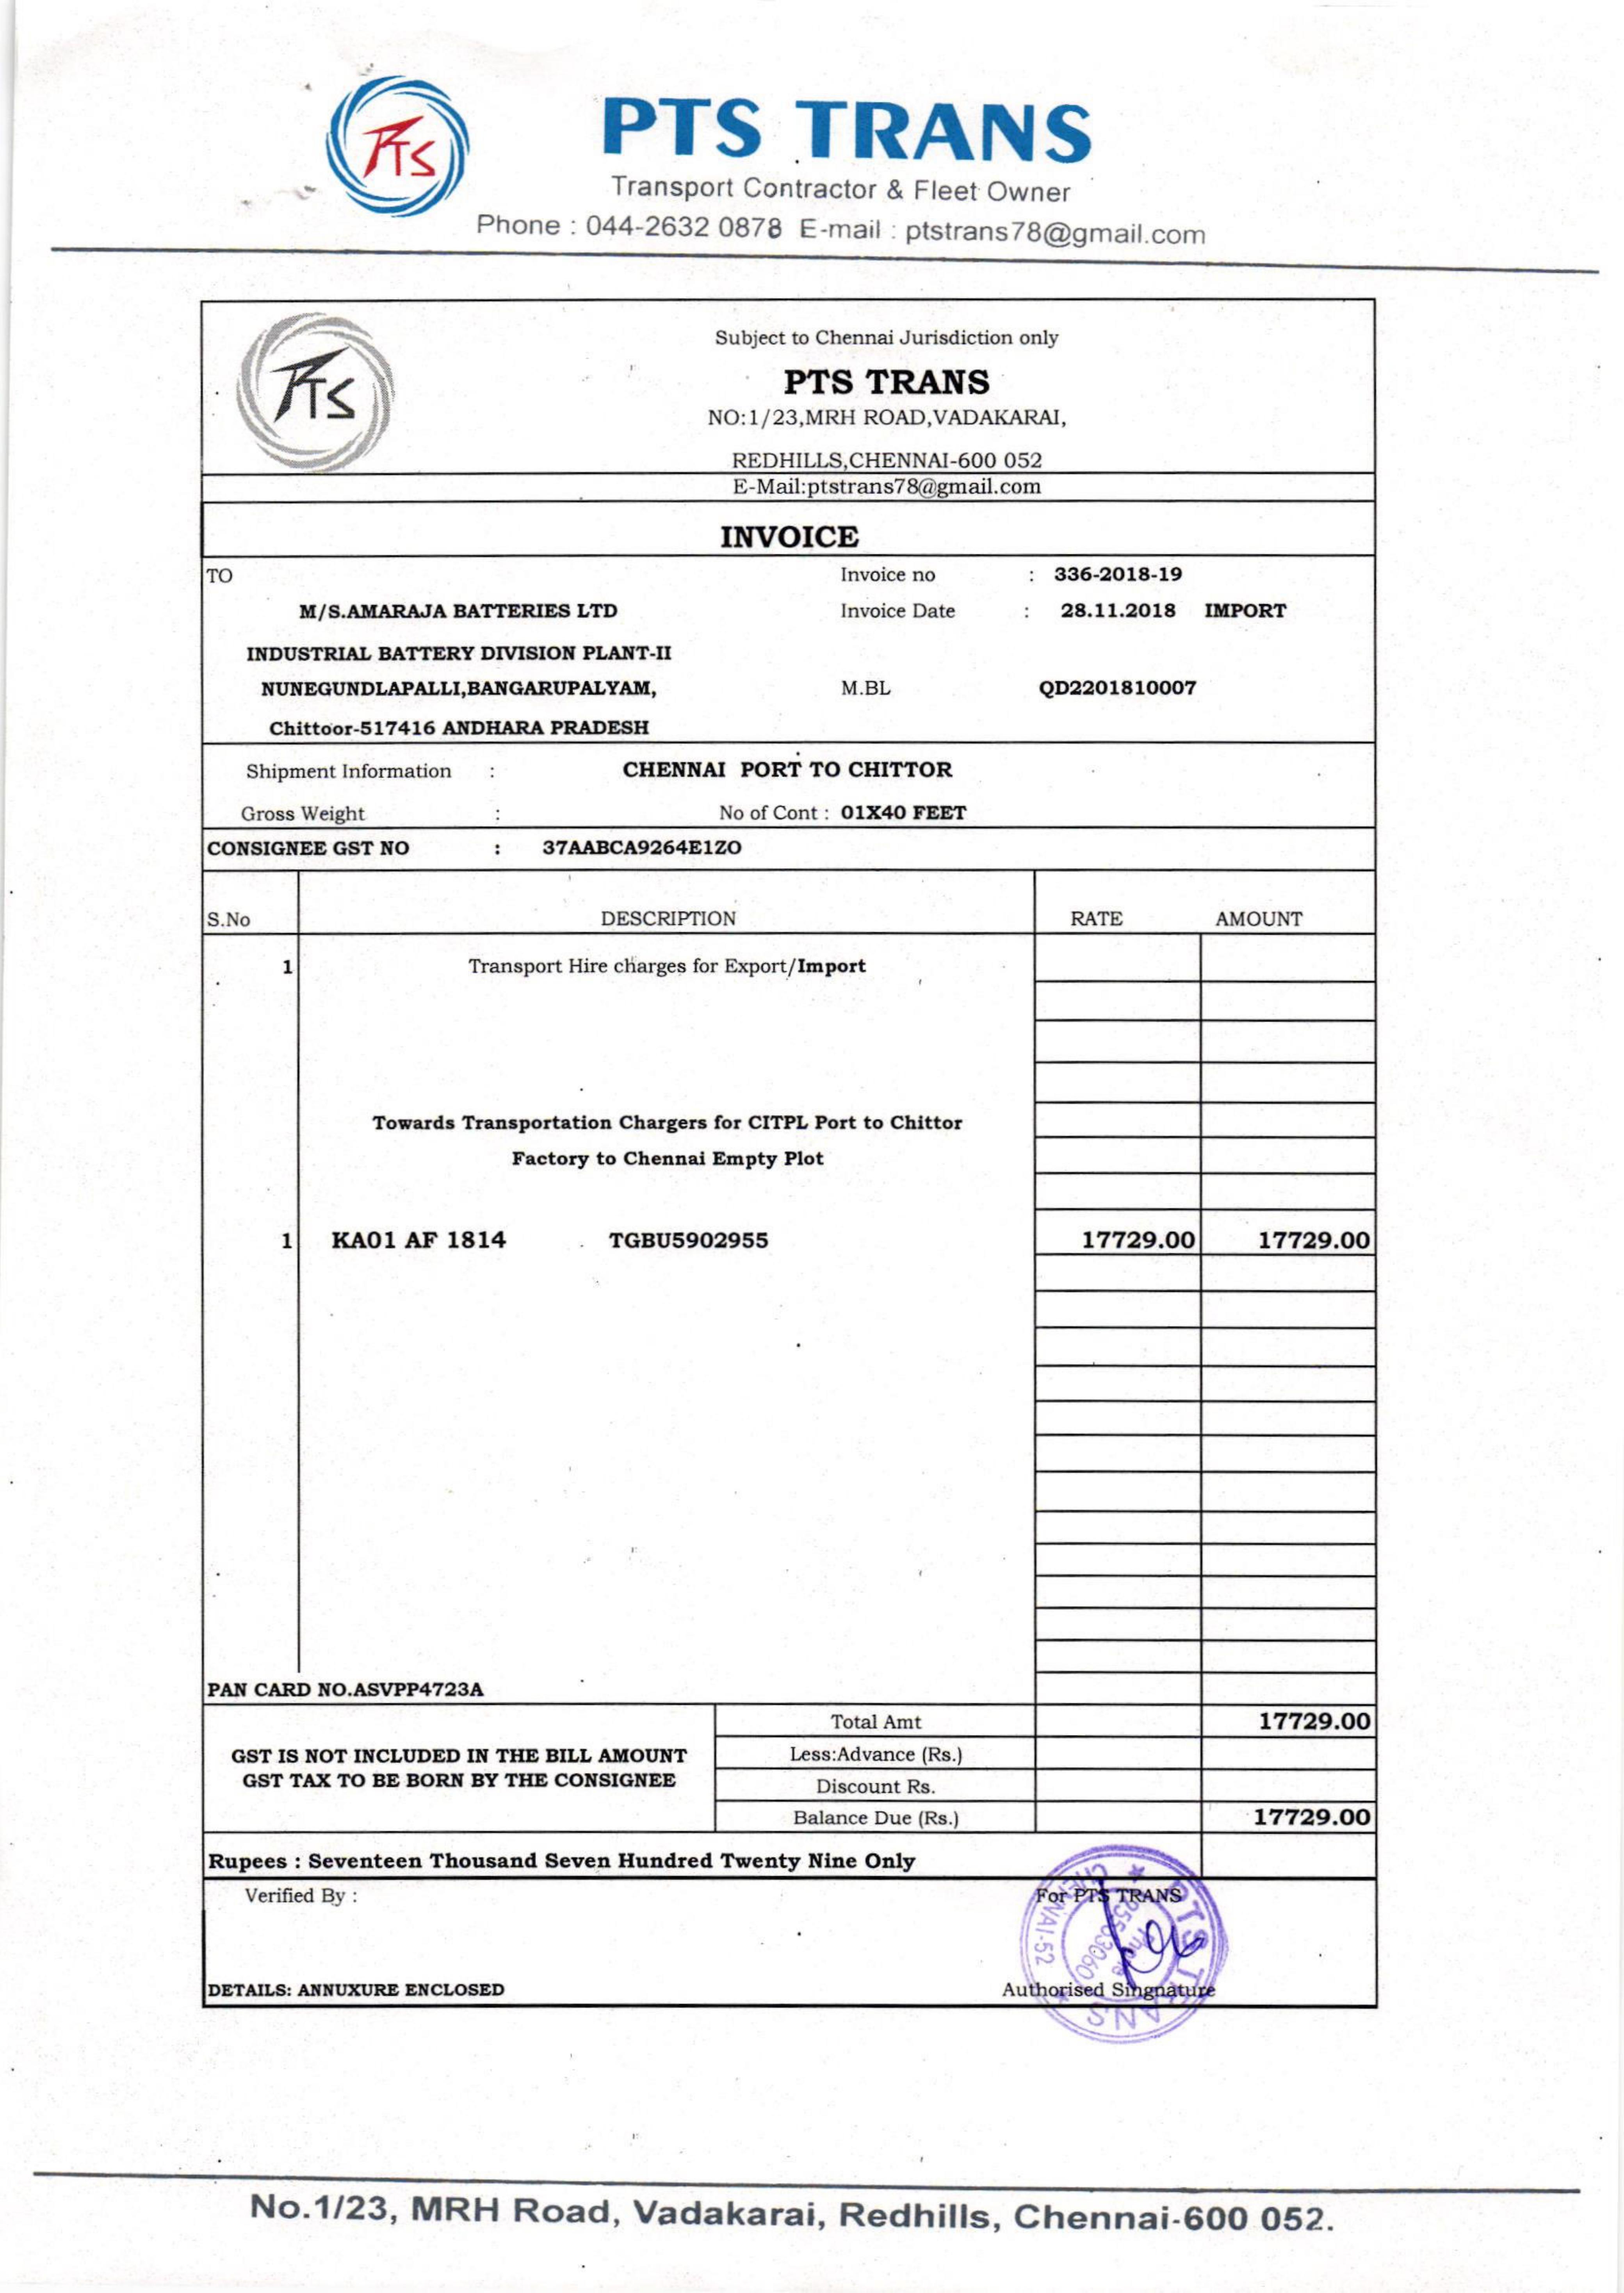 PTS
PTS TRANS
Transport Contractor & Fleet Owner
Phone : 044-2632 0878 E-mail : ptstrans78@gmail.com
PTS
Subject to Chennai Jurisdiction only
PTS TRANS
NO:1/23,MRH ROAD,VADAKARAI,
REDHILLS,CHENNAI-600 052
E-Mail:ptstrans78@gmail.com
INVOICE
TO
Invoice no : 336-2018-19
M/S.AMARAJA BATTERIES LTD
Invoice Date : 28.11.2018 IMPORT
INDUSTRIAL BATTERY DIVISION PLANT-II
NUNEGUNDLAPALLI,BANGARUPALYAM,
M.BL QD2201810007
Chittoor-517416 ANDHARA PRADESH
Shipment Information : CHENNAI PORT TO CHITTOR
Gross Weight : No of Cont : 01X40 FEET
CONSIGNEE GST NO : 37AABCA9264E1ZO
S.No DESCRIPTION RATE AMOUNT
1 Transport Hire charges for Export/Import
Towards Transportation Chargers for CITPL Port to Chittor
Factory to Chennai Empty Plot
1 KA01 AF 1814 TGBU5902955 17729.00 17729.00
PAN CARD NO.ASVPP4723A
Total Amt 17729.00
GST IS NOT INCLUDED IN THE BILL AMOUNT
GST TAX TO BE BORN BY THE CONSIGNEE
Less:Advance (Rs.)
Discount Rs.
Balance Due (Rs.) 17729.00
Rupees : Seventeen Thousand Seven Hundred Twenty Nine Only
Verified By :
For PTS TRANS
PTS TRANS
CHENNAI-52
DETAILS: ANNUXURE ENCLOSED
Authorised Singnature
No.1/23, MRH Road, Vadakarai, Redhills, Chennai-600 052.